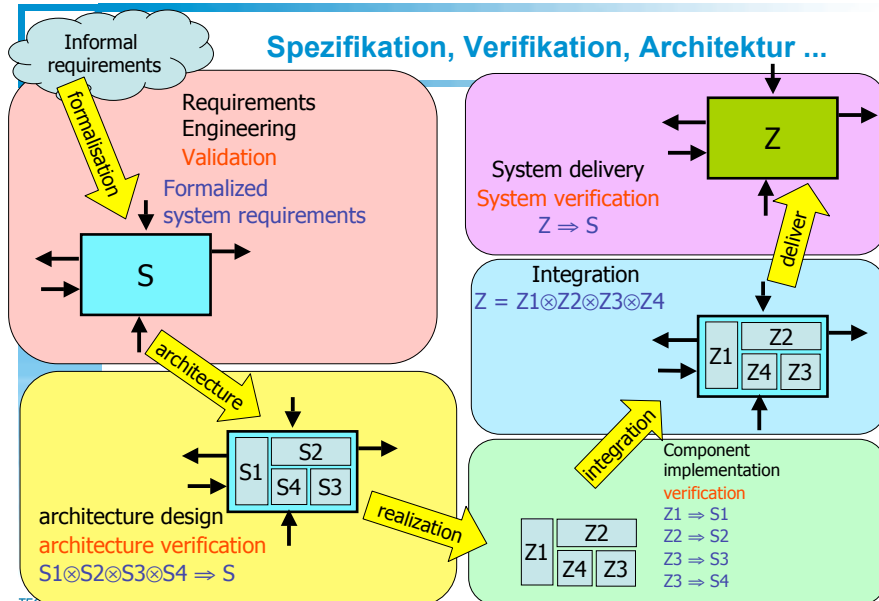 Spezifikation, Verifikation, Architektur ...
Informal
requirements
formalisation
Requirements
Engineering
Validation
Formalized
system requirements
S
architecture
S1
S2
S4
S3
architecture design
architecture verification
S1⊗S2⊗S3⊗S4 ⇒ S
realization
Z1
Z2
Z4
Z3
Component
implementation
verification
Z1 ⇒ S1
Z2 ⇒ S2
Z3 ⇒ S3
Z3 ⇒ S4
integration
Integration
Z = Z1⊗Z2⊗Z3⊗Z4
Z1
Z2
Z4
Z3
deliver
System delivery
System verification
Z ⇒ S
Z